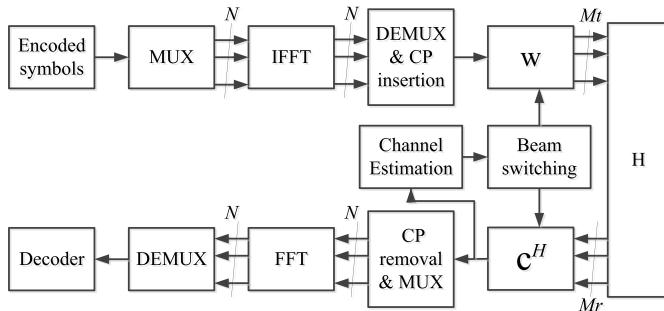 Encoded
symbols
MUX
N
IFFT
N
DEMUX
& CP
insertion
w
Mt
H
Channel
Estimation
Beam
switching
Decoder
DEMUX
N
FFT
N
CP
removal
& MUX
c^H
Mr